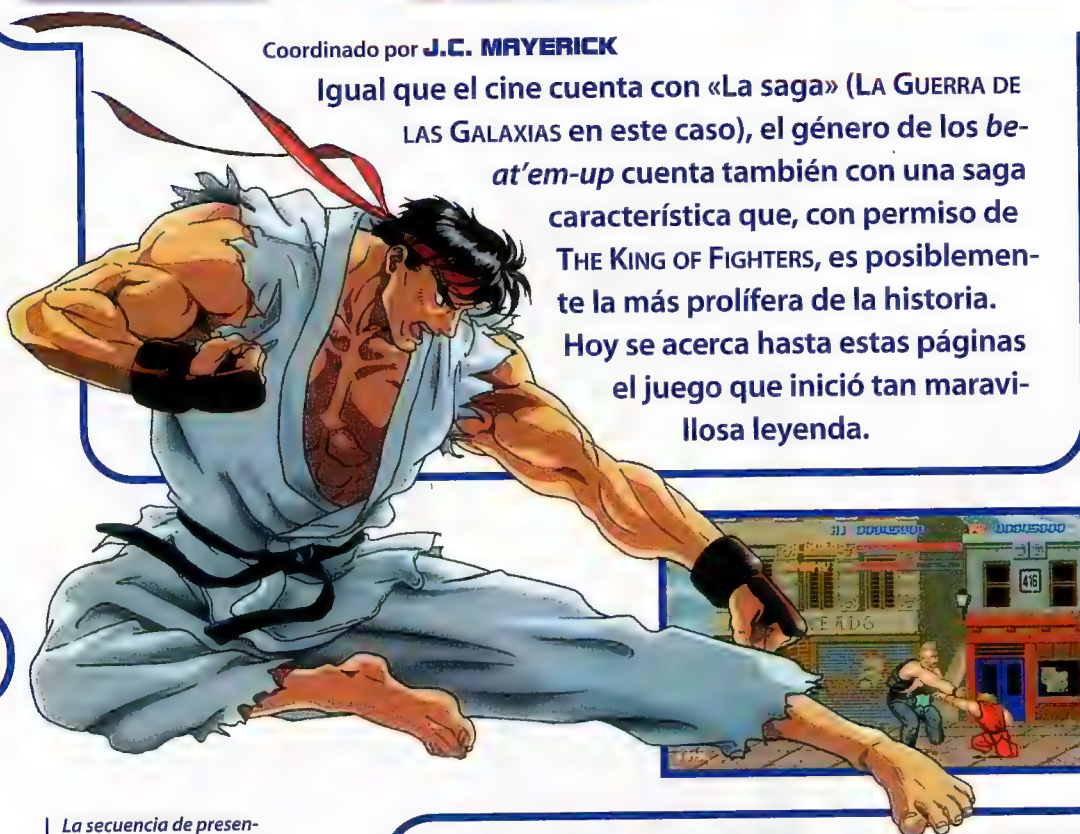 Coordinado por J.C. MAYERICK
Igual que el cine cuenta con «La saga» (LA GUERRA DE
LAS GALAXIAS en este caso), el género de los be-
at'em-up cuenta también con una saga
característica que, con permiso de
THE KING OF FIGHTERS, es posiblemen-
te la más prolífera de la historia.
Hoy se acerca hasta estas páginas
el juego que inició tan maravi-
llosa leyenda.
416
La secuencia de presen-